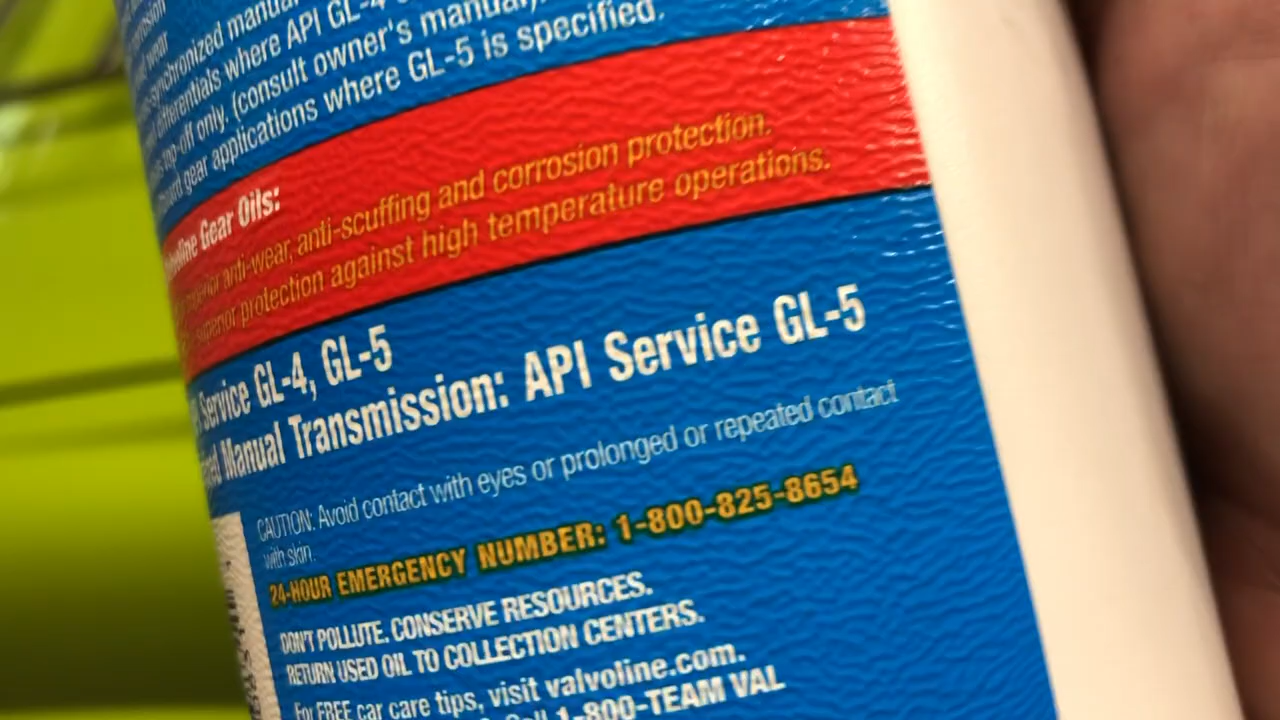 synchronized manual
differentials where API GL-4
top-off only. (consult owner's manual).
gear applications where GL-5 is specified.
Gear Oils:
anti-wear, anti-scuffing and corrosion protection.
superior protection against high temperature operations.
Service GL-4, GL-5
Manual Transmission: API Service GL-5
CAUTION: Avoid contact with eyes or prolonged or repeated contact
with skin.
24-HOUR EMERGENCY NUMBER: 1-800-825-8654
DON'T POLLUTE. CONSERVE RESOURCES.
RETURN USED OIL TO COLLECTION CENTERS.
For FREE car care tips, visit valvoline.com.
Call 1-800-TEAM VAL